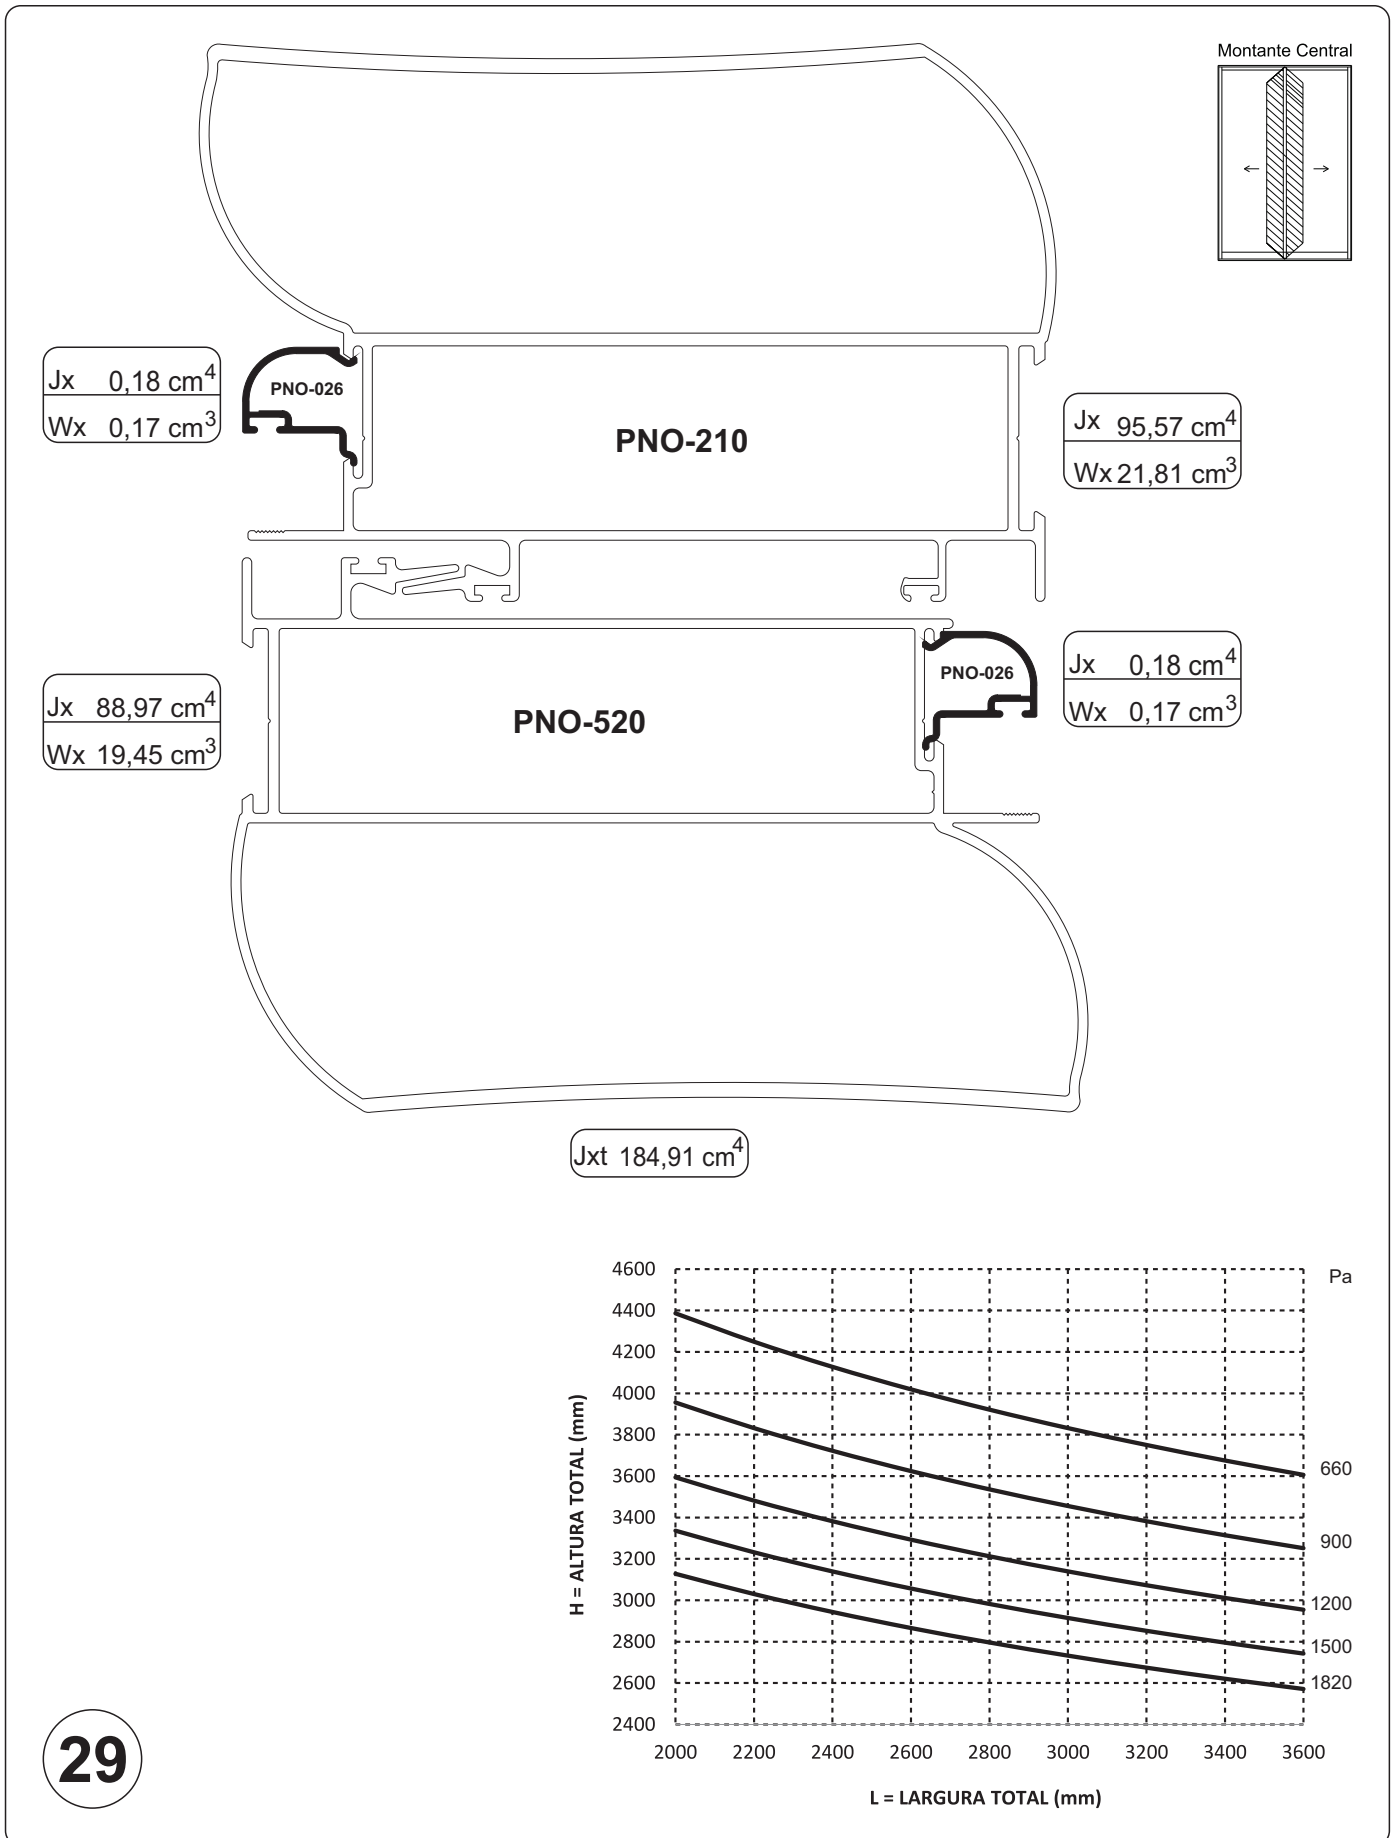 Montante Central
Jx 0,18 cm⁴
Wx 0,17 cm³
PNO-026
PNO-210
Jx 95,57 cm⁴
Wx 21,81 cm³
Jx 88,97 cm⁴
Wx 19,45 cm³
PNO-520
PNO-026
Jx 0,18 cm⁴
Wx 0,17 cm³
Jxt 184,91 cm⁴
Pa
4600
4400
4200
4000
3800
3600
3400
3200
3000
2800
2600
2400
H = ALTURA TOTAL (mm)
660
900
1200
1500
1820
2000 2200 2400 2600 2800 3000 3200 3400 3600
L = LARGURA TOTAL (mm)
29